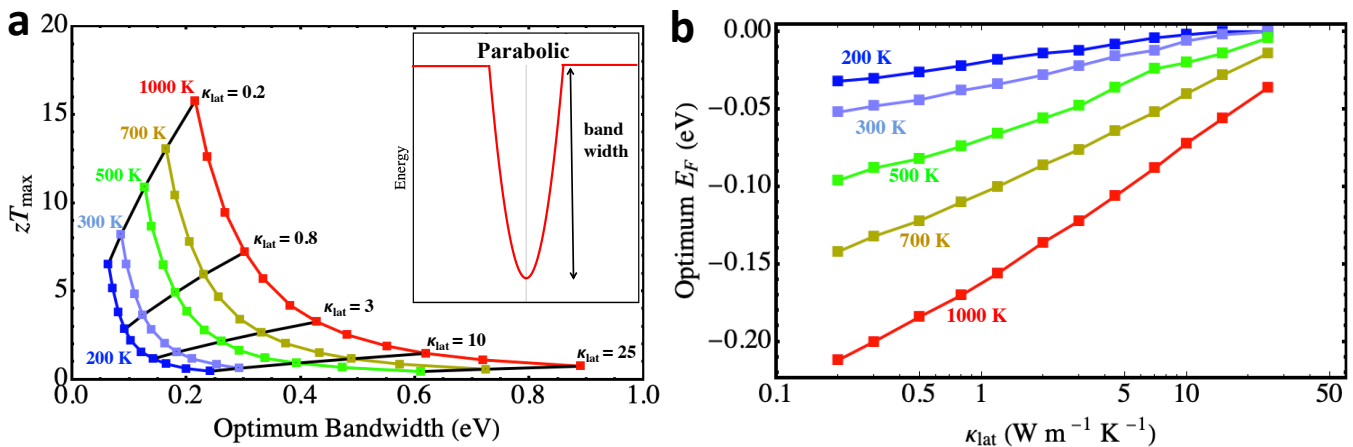 a
zT_max
20
15
10
5
0
0.0
0.2
0.4
0.6
0.8
1.0
Optimum Bandwidth (eV)
1000 K
700 K
500 K
300 K
200 K
κ_lat = 0.2
κ_lat = 0.8
κ_lat = 3
κ_lat = 10
κ_lat = 25
Parabolic
Energy
band
width
b
Optimum E_F (eV)
0.00
−0.05
−0.10
−0.15
−0.20
0.1
0.5
1
5
10
50
κ_lat (W m⁻¹ K⁻¹)
200 K
300 K
500 K
700 K
1000 K